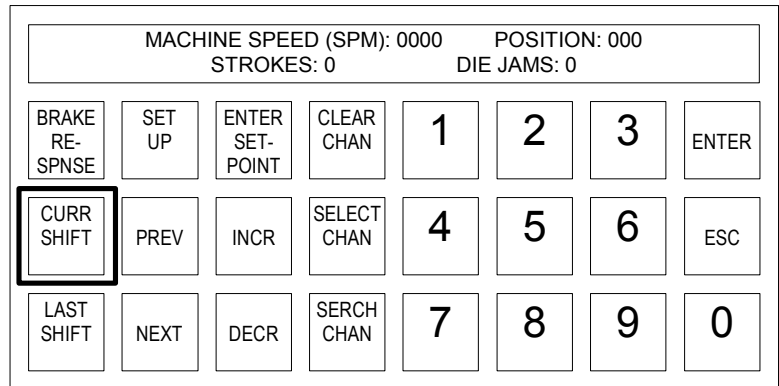 MACHINE SPEED (SPM): 0000 POSITION: 000
STROKES: 0 DIE JAMS: 0
BRAKE
RE-
SPNSE
SET
UP
ENTER
SET-
POINT
CLEAR
CHAN
1
2
3
ENTER
CURR
SHIFT
PREV
INCR
SELECT
CHAN
4
5
6
ESC
LAST
SHIFT
NEXT
DECR
SERCH
CHAN
7
8
9
0